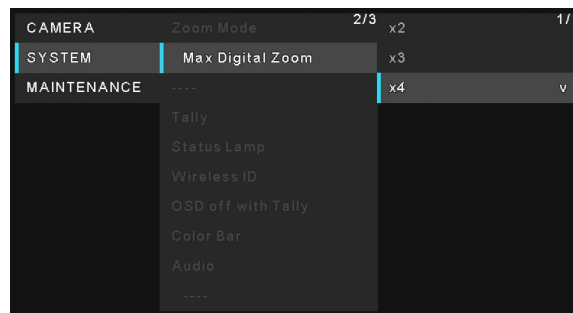 CAMERA
SYSTEM
MAINTENANCE
Zoom Mode 2/3
Max Digital Zoom
----
Tally
Status Lamp
Wireless ID
OSD off with Tally
Color Bar
Audio
----
x2 1/
x3
x4 v